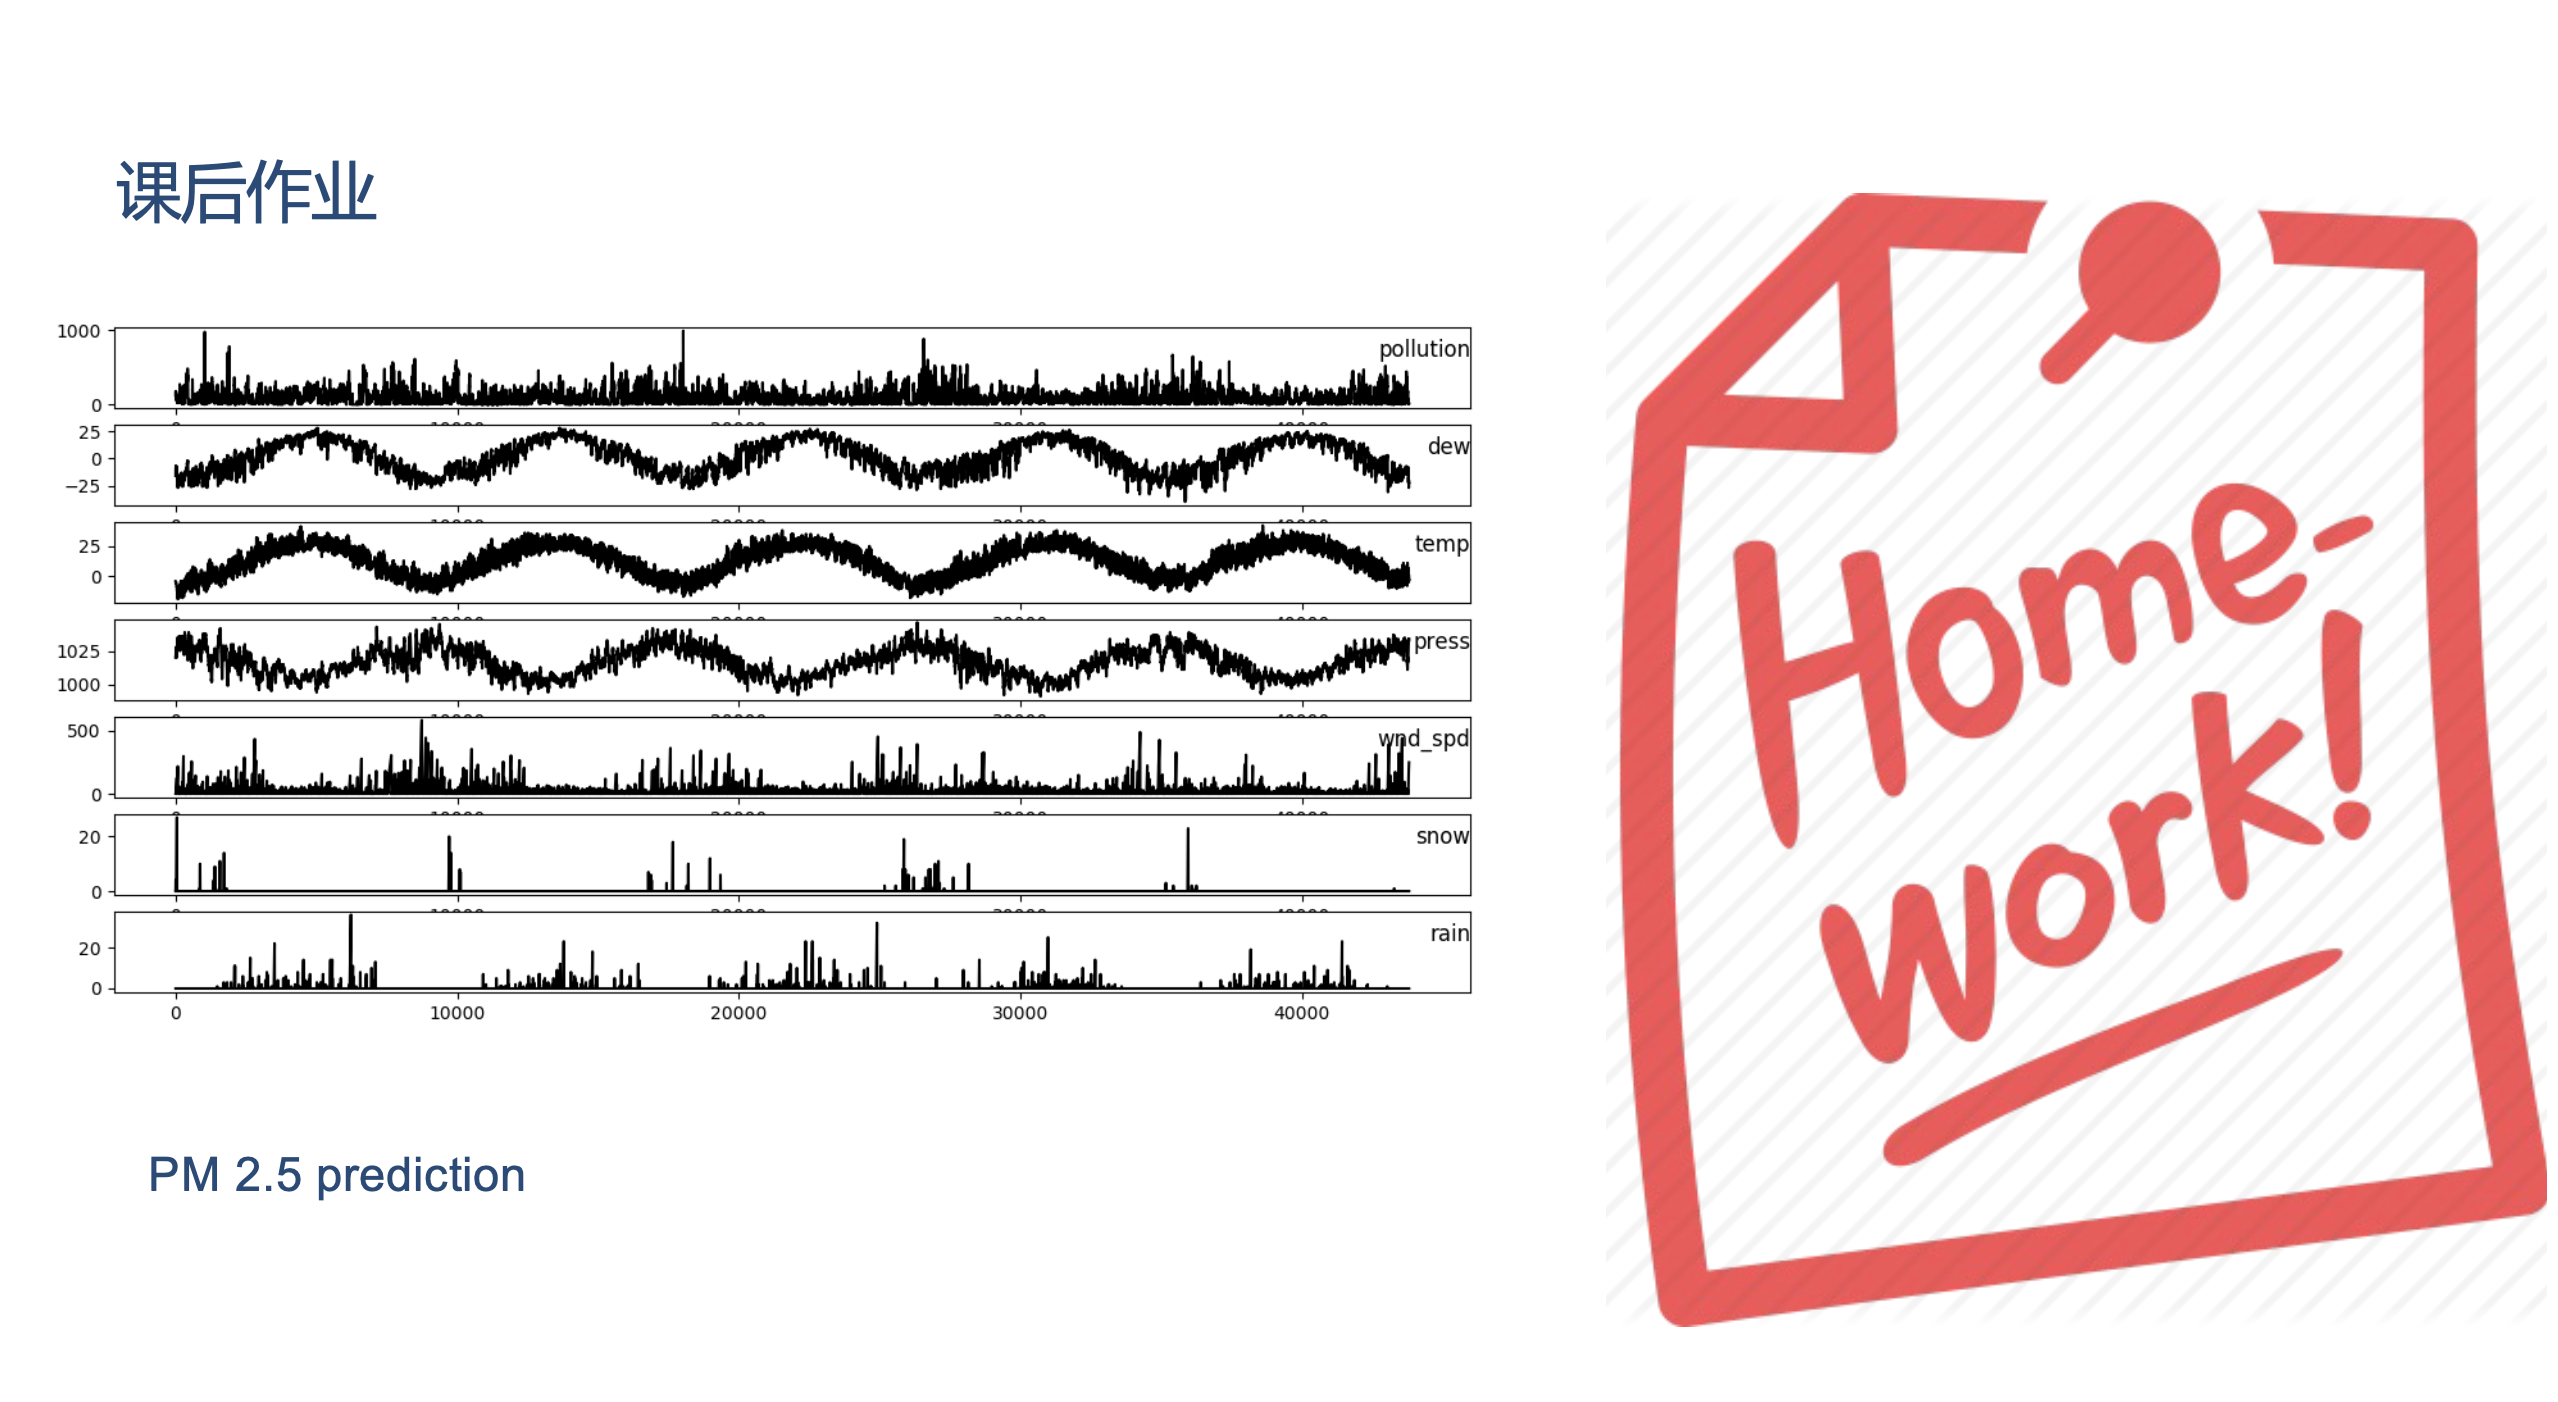 课后作业
1000
0
pollution
25
0
−25
dew
25
0
temp
1025
1000
press
500
0
wnd_spd
20
0
snow
20
0
rain
0 10000 20000 30000 40000
PM 2.5 prediction
Home-
work!